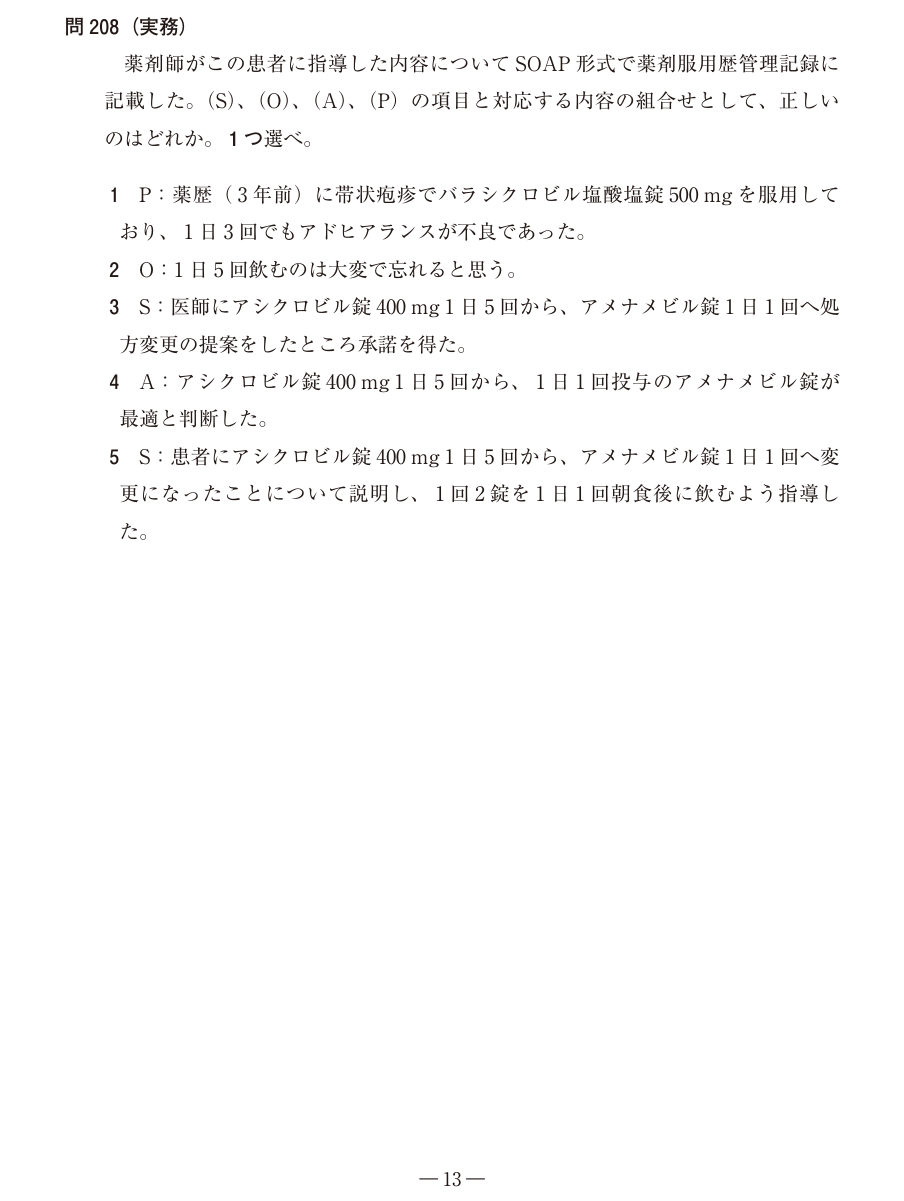 問 208（実務）
薬剤師がこの患者に指導した内容について SOAP 形式で薬剤服用歴管理記録に
記載した。（S）、（O）、（A）、（P）の項目と対応する内容の組合せとして、正しい
のはどれか。１つ選べ。
1 P：薬歴（３年前）に帯状疱疹でバラシクロビル塩酸塩錠 500 mg を服用して
おり、１日３回でもアドヒアランスが不良であった。
2 O：1 日５回飲むのは大変で忘れると思う。
3 S：医師にアシクロビル錠 400 mg 1 日５回から、アメナメビル錠１日１回へ処
方変更の提案をしたところ承諾を得た。
4 A：アシクロビル錠 400 mg 1 日５回から、１日１回投与のアメナメビル錠が
最適と判断した。
5 S：患者にアシクロビル錠 400 mg 1 日５回から、アメナメビル錠１日１回へ変
更になったことについて説明し、１回２錠を１日１回朝食後に飲むよう指導し
た。
― 13 ―